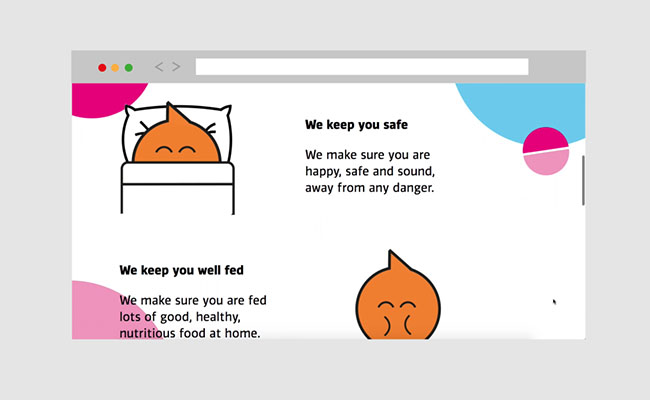 We keep you safe
We make sure you are
happy, safe and sound,
away from any danger.
We keep you well fed
We make sure you are fed
lots of good, healthy,
nutritious food at home.